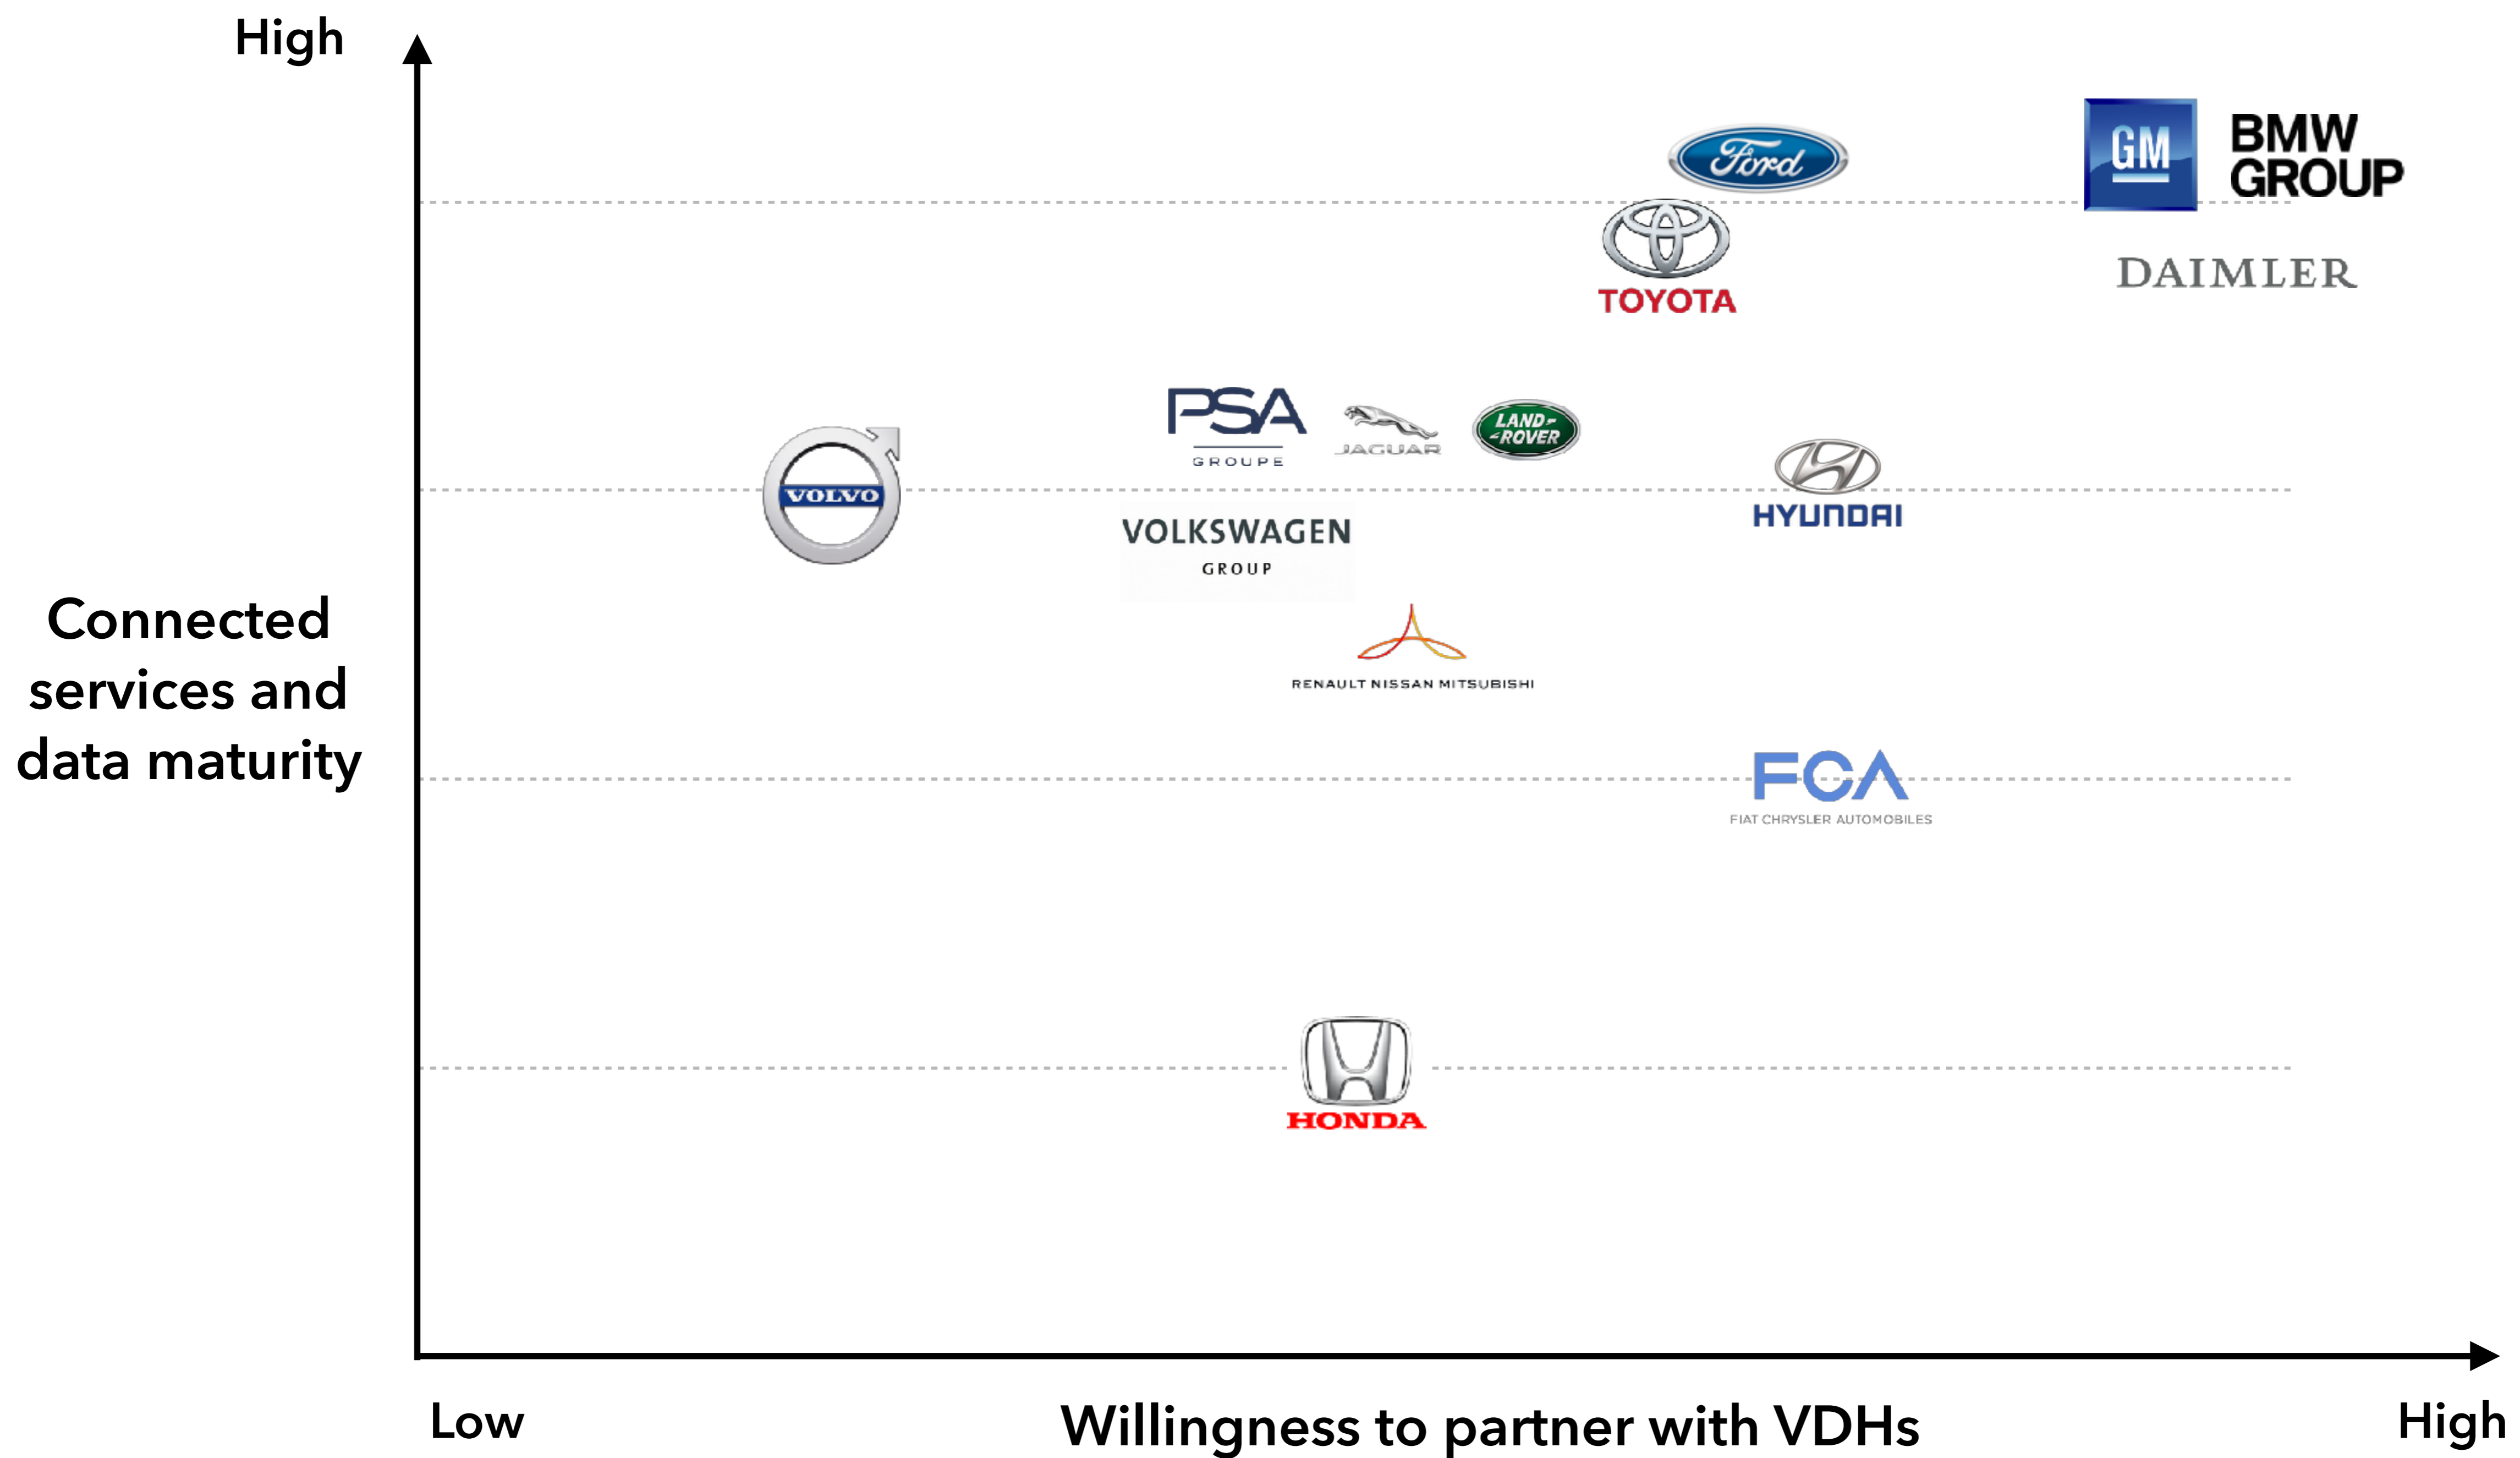 High
Ford
GM
BMW
GROUP
TOYOTA
DAIMLER
PSA
GROUPE
JAGUAR
LAND-
-ROVER
VOLVO
HYUNDAI
VOLKSWAGEN
GROUP
Connected
services and
data maturity
RENAULT NISSAN MITSUBISHI
FCA
FIAT CHRYSLER AUTOMOBILES
HONDA
Low
Willingness to partner with VDHs
High